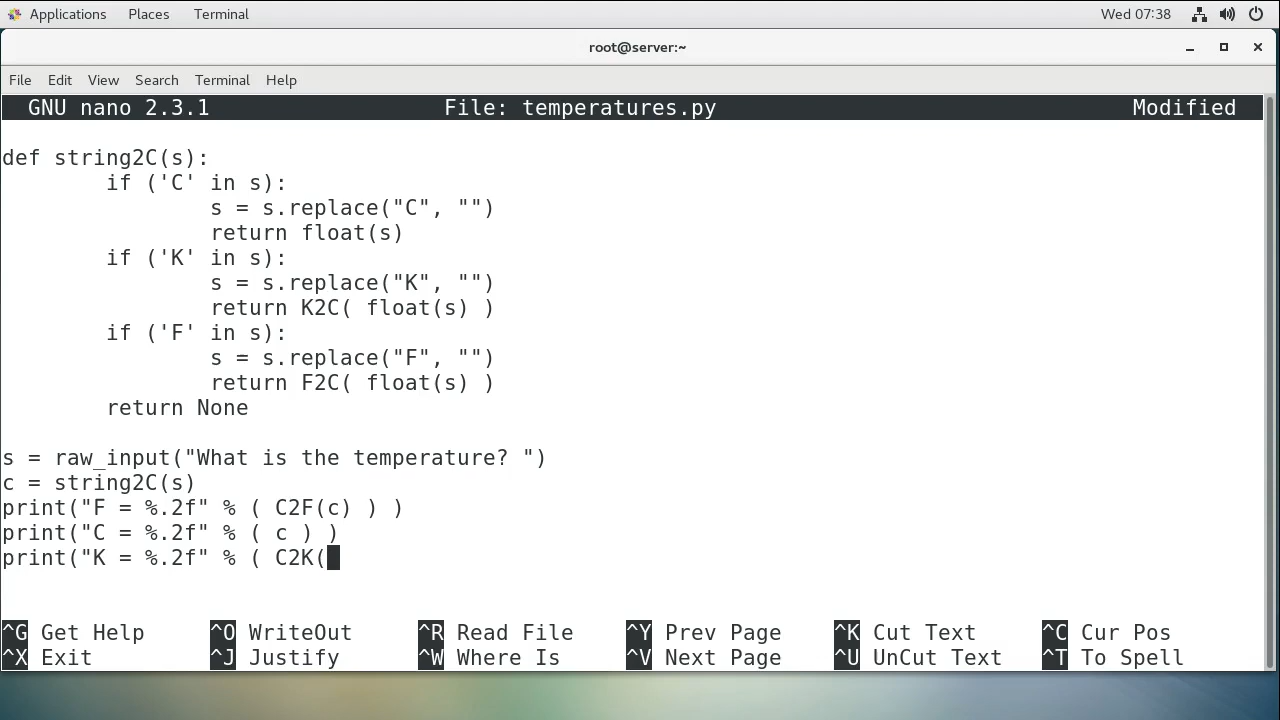 Applications Places Terminal Wed 07:38
root@server:~
File Edit View Search Terminal Help
GNU nano 2.3.1 File: temperatures.py Modified
def string2C(s):
        if ('C' in s):
                s = s.replace("C", "")
                return float(s)
        if ('K' in s):
                s = s.replace("K", "")
                return K2C( float(s) )
        if ('F' in s):
                s = s.replace("F", "")
                return F2C( float(s) )
        return None
s = raw_input("What is the temperature? ")
c = string2C(s)
print("F = %.2f" % ( C2F(c) ) )
print("C = %.2f" % ( c ) )
print("K = %.2f" % ( C2K(
^G Get Help ^O WriteOut ^R Read File ^Y Prev Page ^K Cut Text ^C Cur Pos
^X Exit ^J Justify ^W Where Is ^V Next Page ^U UnCut Text ^T To Spell